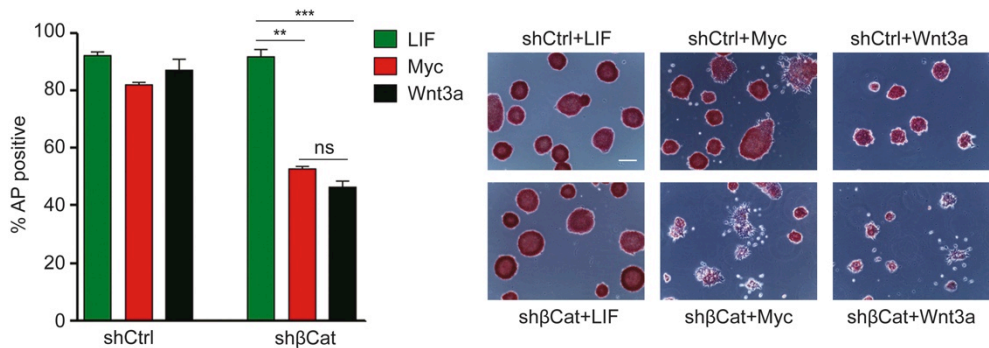 % AP positive
100
80
60
40
20
0
***
**
ns
LIF
Myc
Wnt3a
shCtrl
shβCat
shCtrl+LIF
shCtrl+Myc
shCtrl+Wnt3a
shβCat+LIF
shβCat+Myc
shβCat+Wnt3a